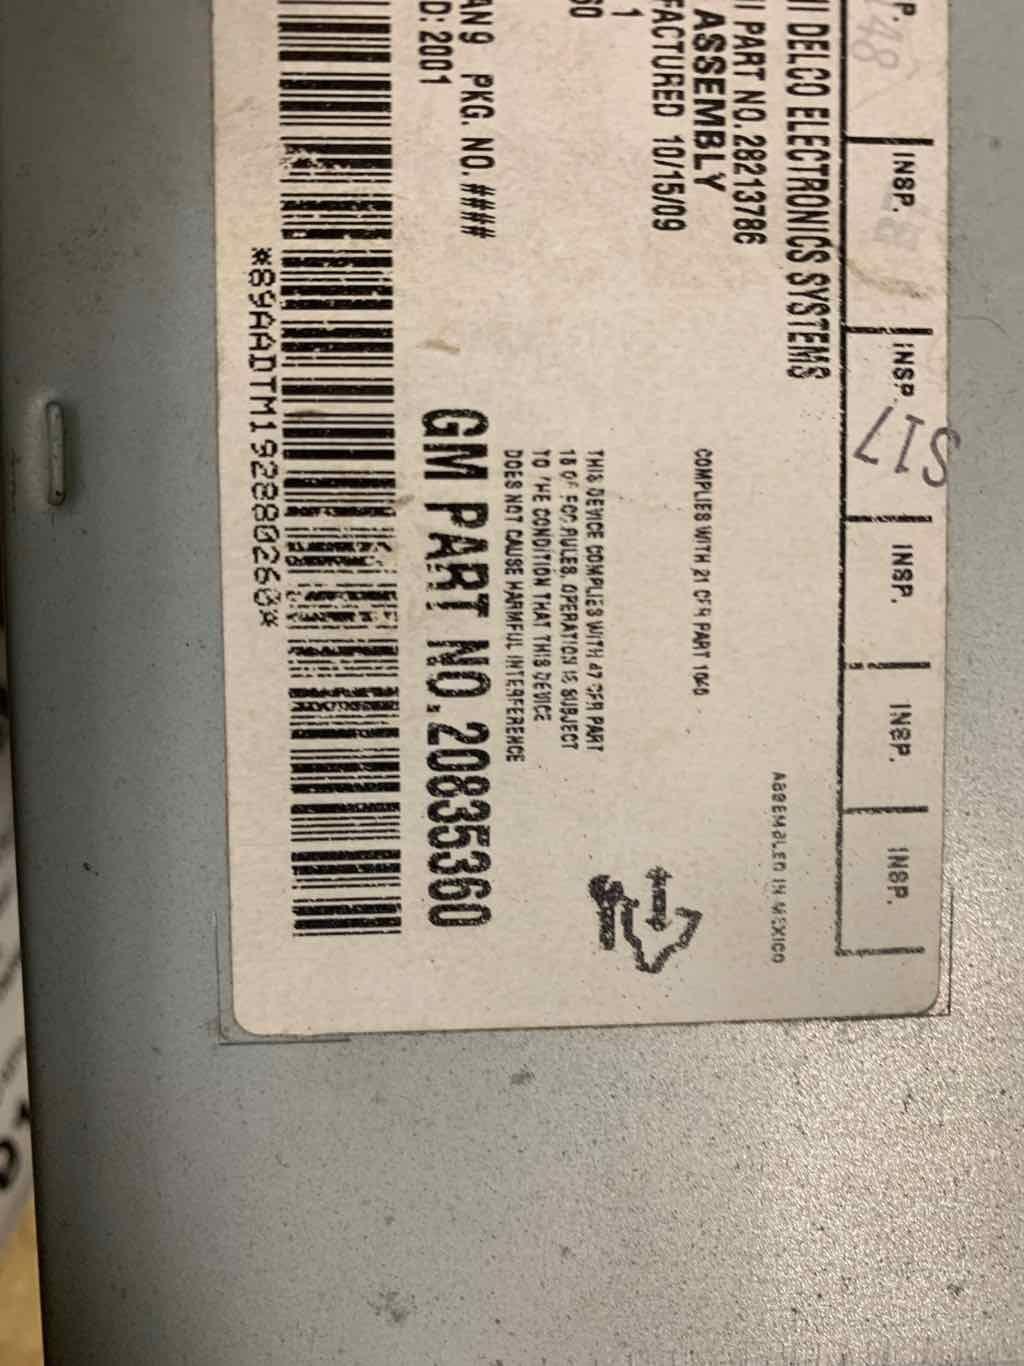 P. INSP. INSP. INSP. INSP. INSP.
S17
I DELCO ELECTRONICS SYSTEMS
I PART NO. 28213786
ASSEMBLY
FACTURED 10/15/09
1
60
ASSEMBLED IN MEXICO
COMPLIES WITH 21 CFR PART 1040
THIS DEVICE COMPLIES WITH 47 CFR PART
15 OF FCC RULES. OPERATION IS SUBJECT
TO THE CONDITION THAT THIS DEVICE
DOES NOT CAUSE HARMFUL INTERFERENCE
AN9 PKG. NO. ####
D: 2001
GM PART NO. 20835360
*89AADTM192880260*